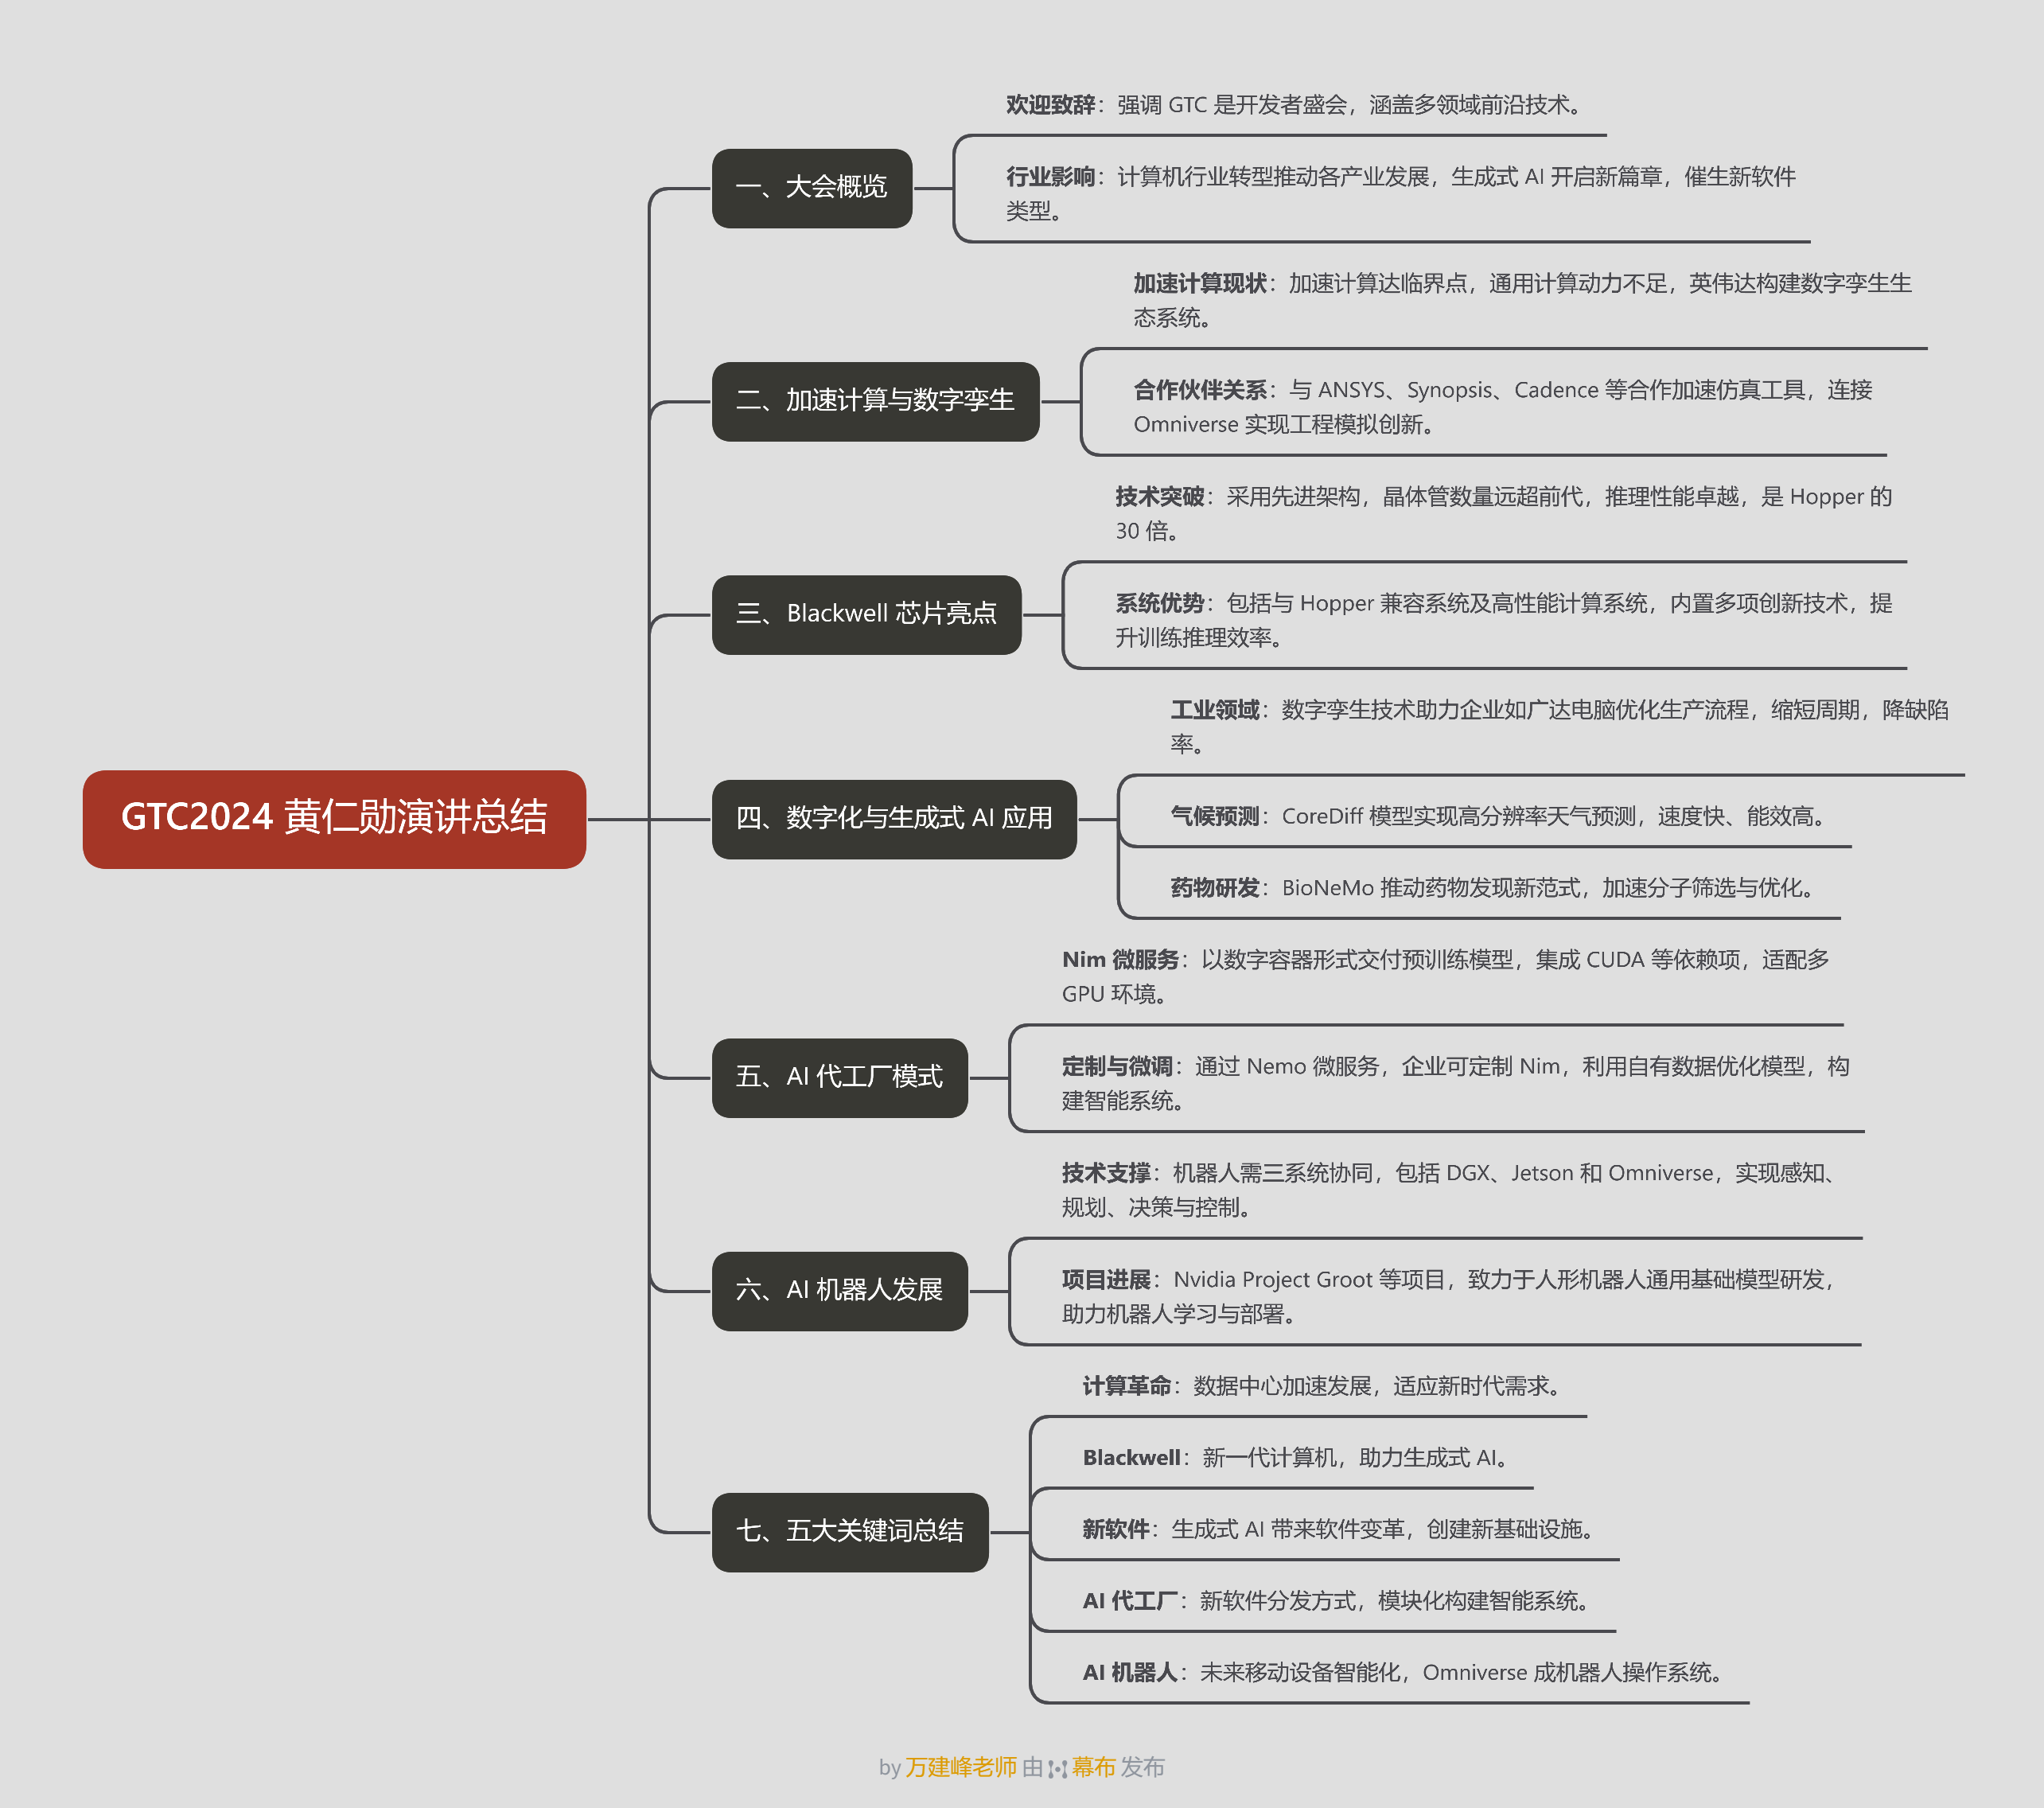 GTC2024 黄仁勋演讲总结
一、大会概览
欢迎致辞：强调 GTC 是开发者盛会，涵盖多领域前沿技术。
行业影响：计算机行业转型推动各产业发展，生成式 AI 开启新篇章，催生新软件
类型。
二、加速计算与数字孪生
加速计算现状：加速计算达临界点，通用计算动力不足，英伟达构建数字孪生生
态系统。
合作伙伴关系：与 ANSYS、Synopsis、Cadence 等合作加速仿真工具，连接
Omniverse 实现工程模拟创新。
三、Blackwell 芯片亮点
技术突破：采用先进架构，晶体管数量远超前代，推理性能卓越，是 Hopper 的
30 倍。
系统优势：包括与 Hopper 兼容系统及高性能计算系统，内置多项创新技术，提
升训练推理效率。
四、数字化与生成式 AI 应用
工业领域：数字孪生技术助力企业如广达电脑优化生产流程，缩短周期，降缺陷
率。
气候预测：CoreDiff 模型实现高分辨率天气预测，速度快、能效高。
药物研发：BioNeMo 推动药物发现新范式，加速分子筛选与优化。
五、AI 代工厂模式
Nim 微服务：以数字容器形式交付预训练模型，集成 CUDA 等依赖项，适配多
GPU 环境。
定制与微调：通过 Nemo 微服务，企业可定制 Nim，利用自有数据优化模型，构
建智能系统。
六、AI 机器人发展
技术支撑：机器人需三系统协同，包括 DGX、Jetson 和 Omniverse，实现感知、
规划、决策与控制。
项目进展：Nvidia Project Groot 等项目，致力于人形机器人通用基础模型研发，
助力机器人学习与部署。
七、五大关键词总结
计算革命：数据中心加速发展，适应新时代需求。
Blackwell：新一代计算机，助力生成式 AI。
新软件：生成式 AI 带来软件变革，创建新基础设施。
AI 代工厂：新软件分发方式，模块化构建智能系统。
AI 机器人：未来移动设备智能化，Omniverse 成机器人操作系统。
by 万建峰老师 由 幕布 发布